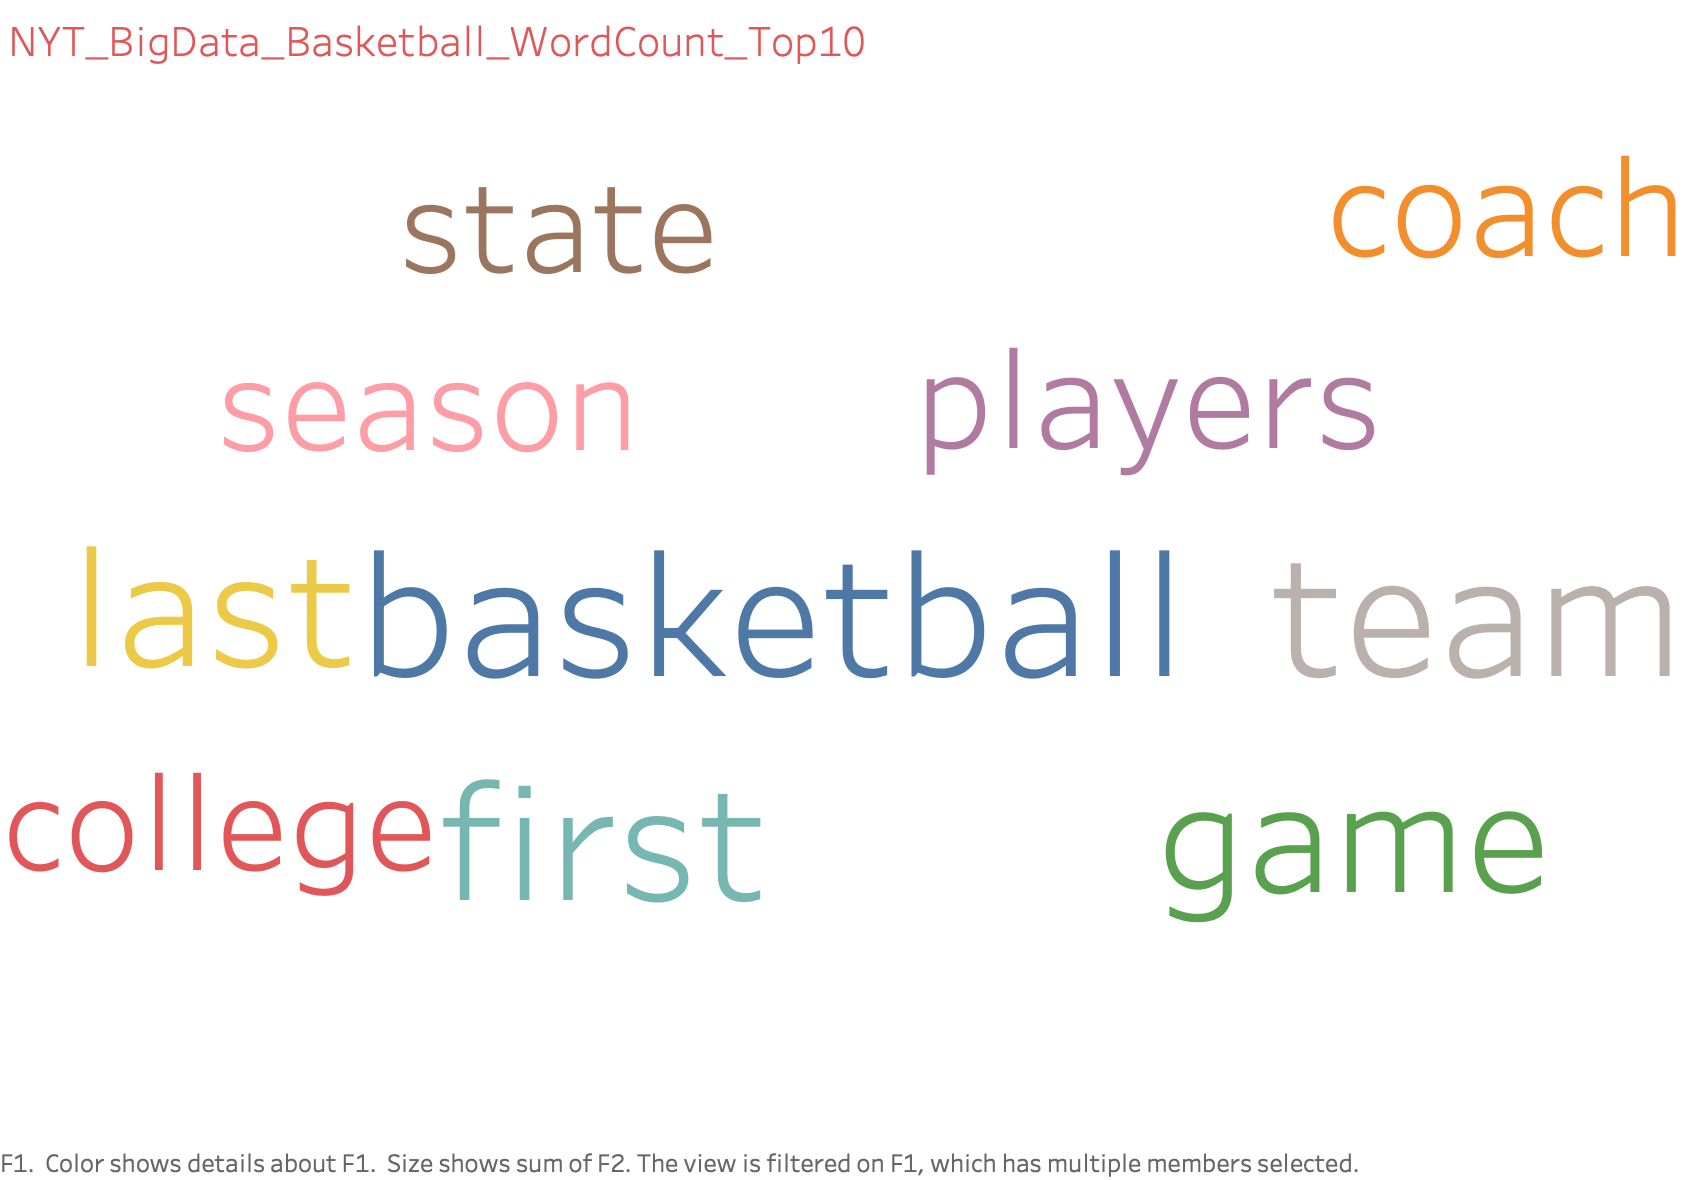 NYT_BigData_Basketball_WordCount_Top10
state
coach
season
players
last
basketball
team
college
first
game
F1.  Color shows details about F1.  Size shows sum of F2. The view is filtered on F1, which has multiple members selected.